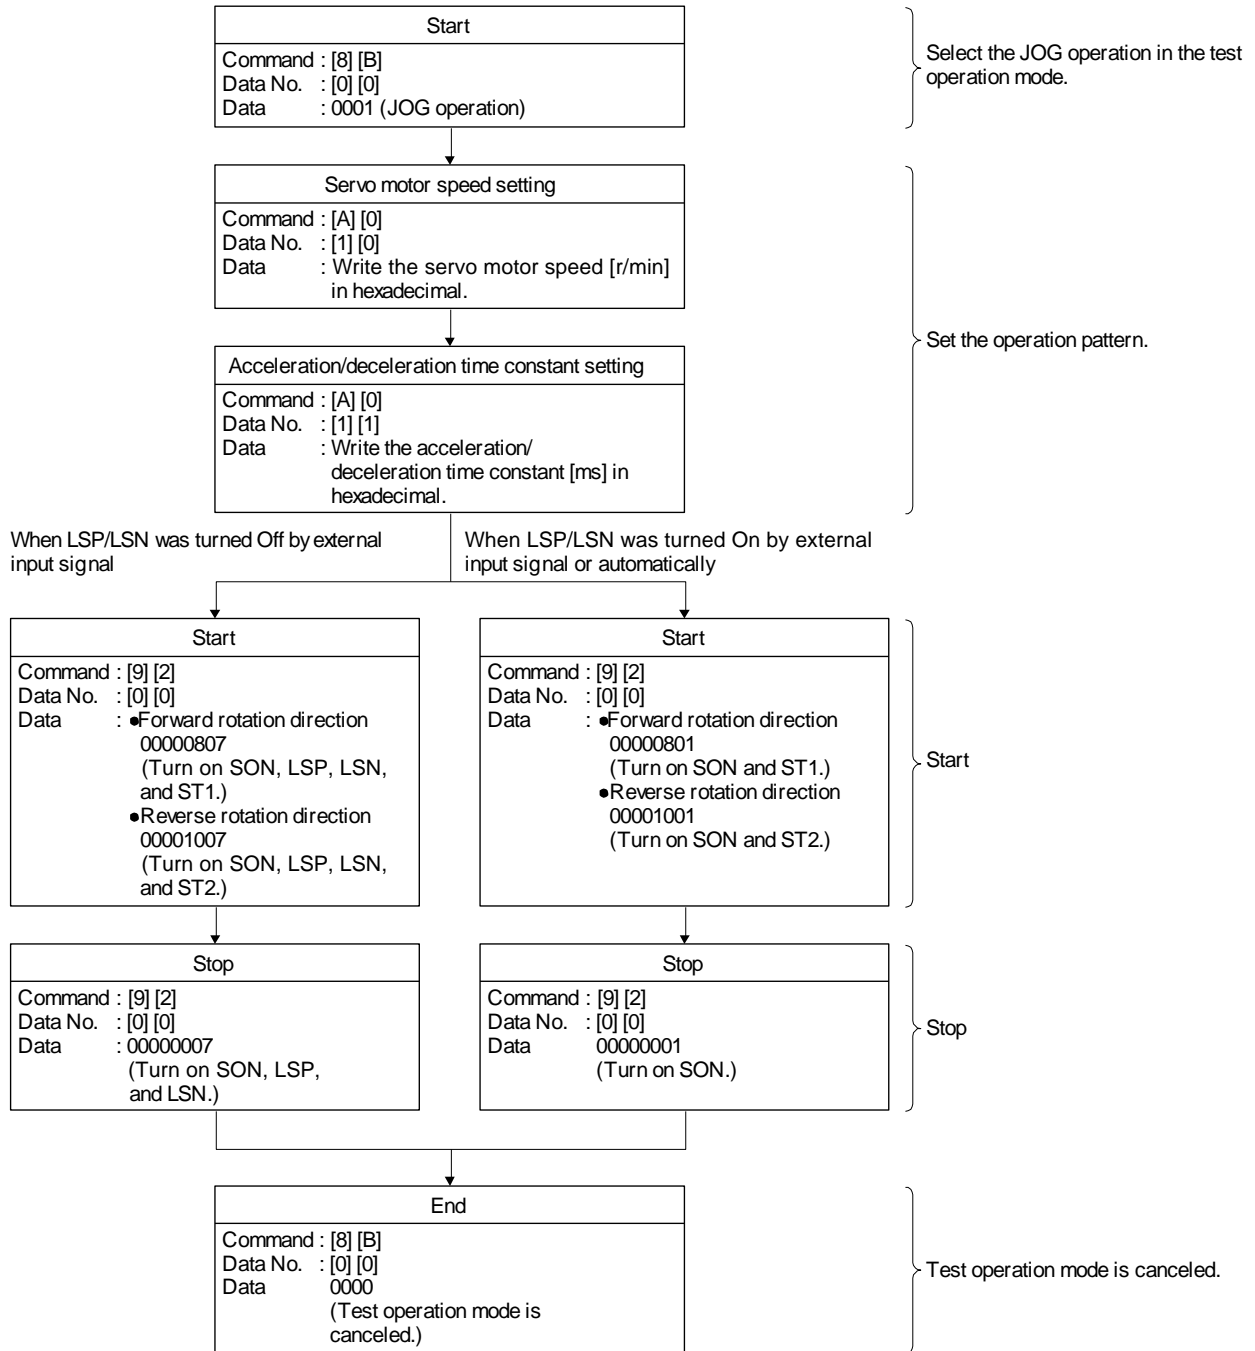 Start
Command : [8] [B]
Data No. : [0] [0]
Data : 0001 (JOG operation)
Select the JOG operation in the test
operation mode.
Servo motor speed setting
Command : [A] [0]
Data No. : [1] [0]
Data : Write the servo motor speed [r/min]
in hexadecimal.
Acceleration/deceleration time constant setting
Command : [A] [0]
Data No. : [1] [1]
Data : Write the acceleration/
deceleration time constant [ms] in
hexadecimal.
Set the operation pattern.
When LSP/LSN was turned Off by external
input signal
When LSP/LSN was turned On by external
input signal or automatically
Start
Command : [9] [2]
Data No. : [0] [0]
Data : ●Forward rotation direction
00000807
(Turn on SON, LSP, LSN,
and ST1.)
●Reverse rotation direction
00001007
(Turn on SON, LSP, LSN,
and ST2.)
Start
Command : [9] [2]
Data No. : [0] [0]
Data : ●Forward rotation direction
00000801
(Turn on SON and ST1.)
●Reverse rotation direction
00001001
(Turn on SON and ST2.)
Start
Stop
Command : [9] [2]
Data No. : [0] [0]
Data : 00000007
(Turn on SON, LSP,
and LSN.)
Stop
Command : [9] [2]
Data No. : [0] [0]
Data 00000001
(Turn on SON.)
Stop
End
Command : [8] [B]
Data No. : [0] [0]
Data 0000
(Test operation mode is
canceled.)
Test operation mode is canceled.